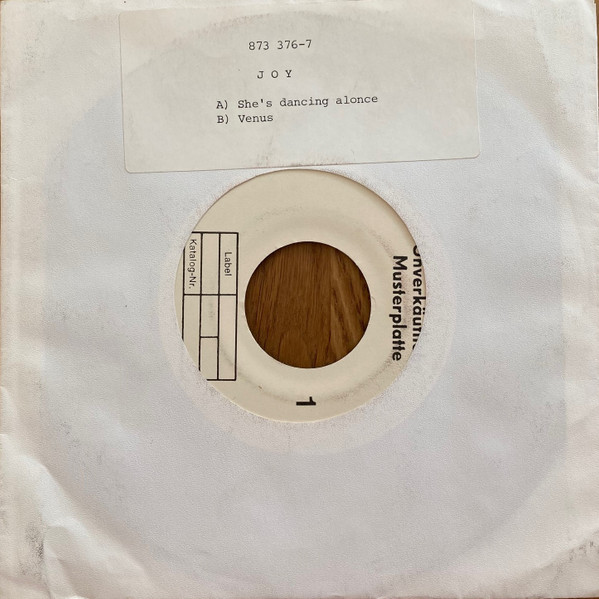 873 376-7
J O Y
A) She's dancing alonce
B) Venus
Label
Katalog-Nr.
Musterplatte
1